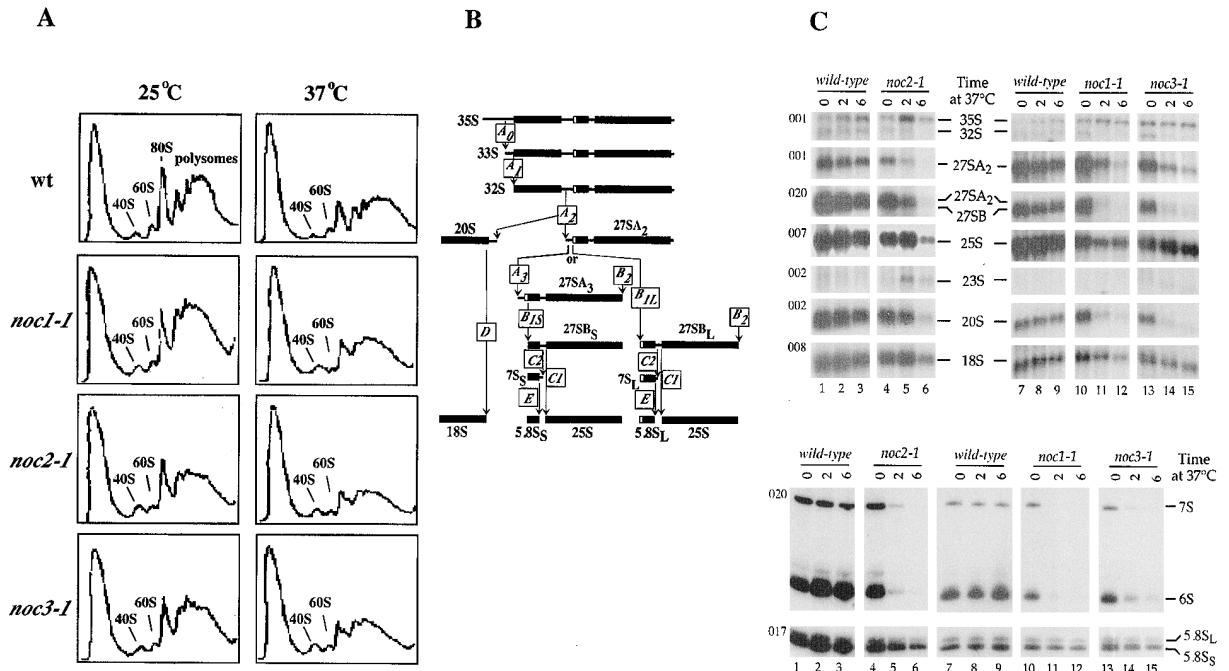 A
25°C
37°C
wt
40S
60S
80S
polysomes
40S
60S
noc1-1
40S
60S
40S
60S
noc2-1
40S
60S
40S
60S
noc3-1
40S
60S
40S
60S
B
35S
A0
33S
A1
32S
A2
20S
27SA2
or
A3
27SA3
B2
B1L
B1S
27SBS
27SBL
B2
D
C2
C1
7SS
E
C2
C1
7SL
E
18S
5.8SS
25S
5.8SL
25S
C
wild-type noc2-1 Time at 37°C wild-type noc1-1 noc3-1
0 2 6 0 2 6 0 2 6 0 2 6 0 2 6
001 35S
32S
001 27SA2
020 27SA2
27SB
007 25S
002 23S
002 20S
008 18S
1 2 3 4 5 6 7 8 9 10 11 12 13 14 15
wild-type noc2-1 wild-type noc1-1 noc3-1 Time
0 2 6 0 2 6 0 2 6 0 2 6 0 2 6 at 37°C
020 7S
6S
017 5.8SL
5.8SS
1 2 3 4 5 6 7 8 9 10 11 12 13 14 15